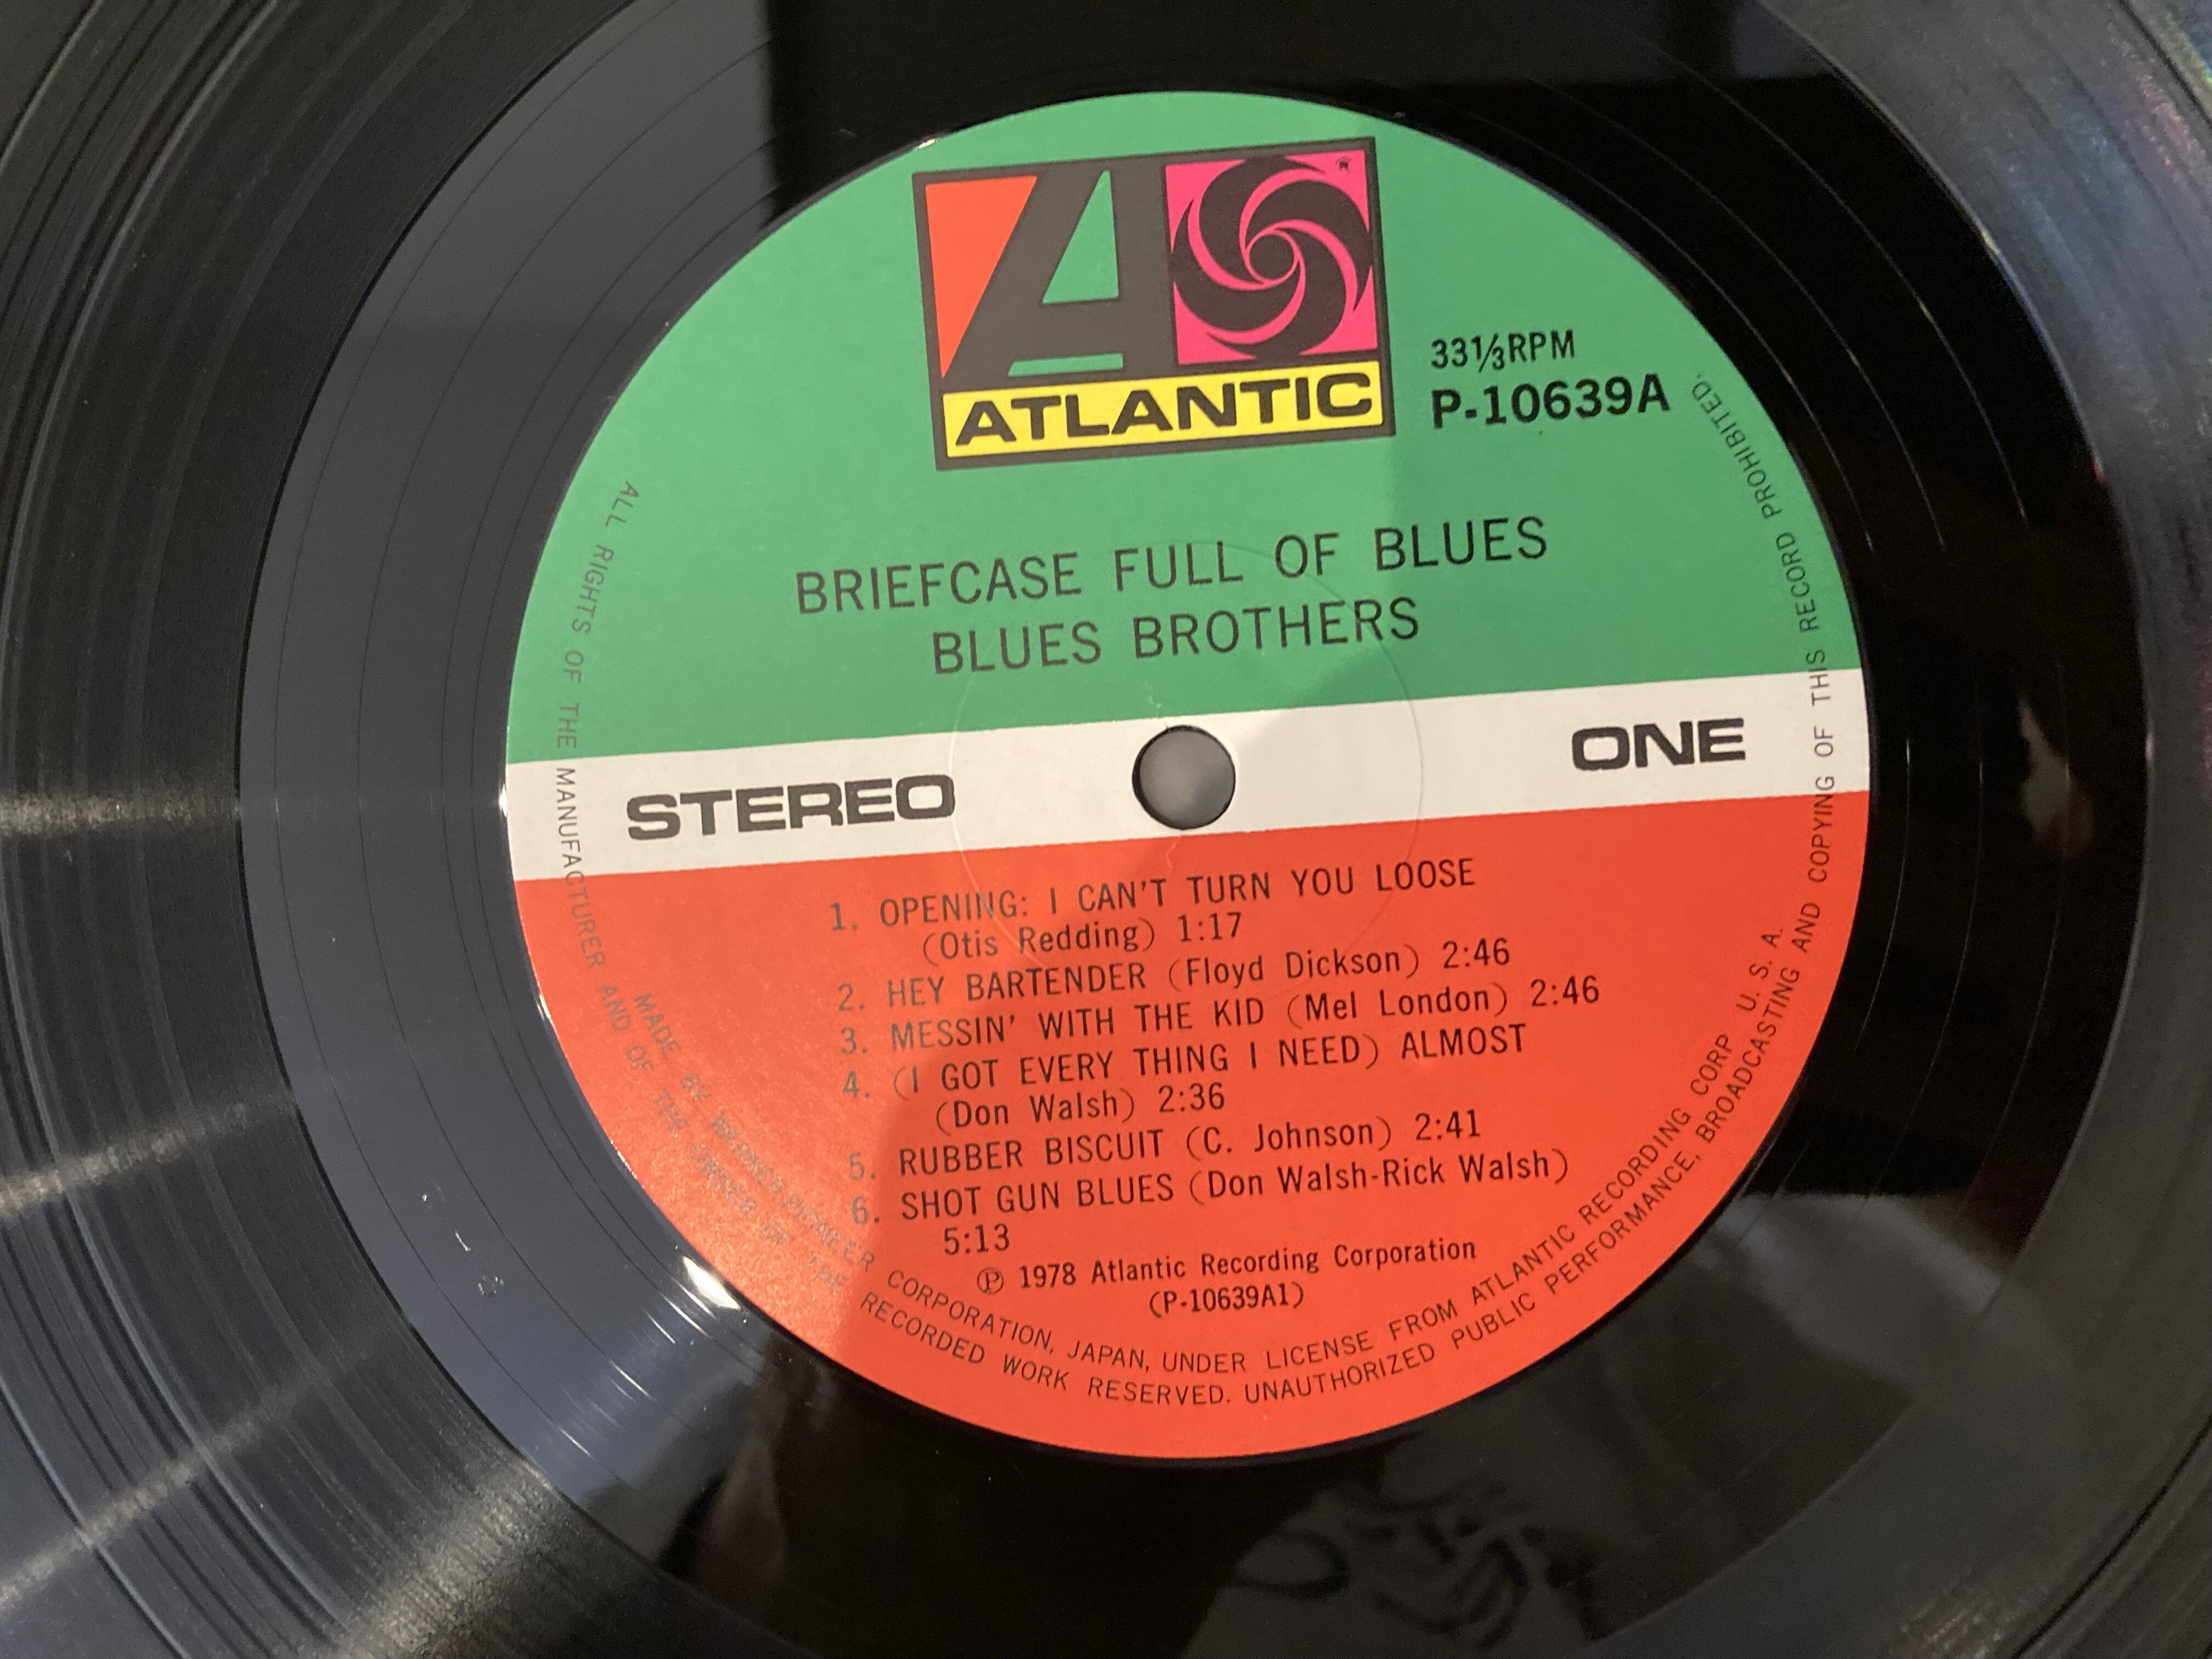 ATLANTIC
33⅓RPM
P-10639A
BRIEFCASE FULL OF BLUES
BLUES BROTHERS
STEREO
ONE
1. OPENING: I CAN'T TURN YOU LOOSE
(Otis Redding) 1:17
2. HEY BARTENDER (Floyd Dickson) 2:46
3. MESSIN' WITH THE KID (Mel London) 2:46
4. (I GOT EVERY THING I NEED) ALMOST
(Don Walsh) 2:36
5. RUBBER BISCUIT (C. Johnson) 2:41
6. SHOT GUN BLUES (Don Walsh-Rick Walsh)
5:13
℗ 1978 Atlantic Recording Corporation
(P-10639A1)
MADE BY WARNER-PIONEER CORPORATION, JAPAN, UNDER LICENSE FROM ATLANTIC RECORDING CORP U. S. A.
ALL RIGHTS OF THE MANUFACTURER AND OF THE OWNER OF THE RECORDED WORK RESERVED. UNAUTHORIZED PUBLIC PERFORMANCE, BROADCASTING AND COPYING OF THIS RECORD PROHIBITED.